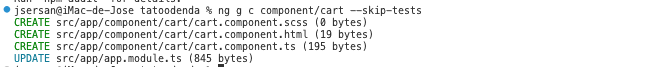 jsersan@iMac-de-Jose tatoodenda % ng g c component/cart --skip-tests
CREATE src/app/component/cart/cart.component.scss (0 bytes)
CREATE src/app/component/cart/cart.component.html (19 bytes)
CREATE src/app/component/cart/cart.component.ts (195 bytes)
UPDATE src/app/app.module.ts (845 bytes)